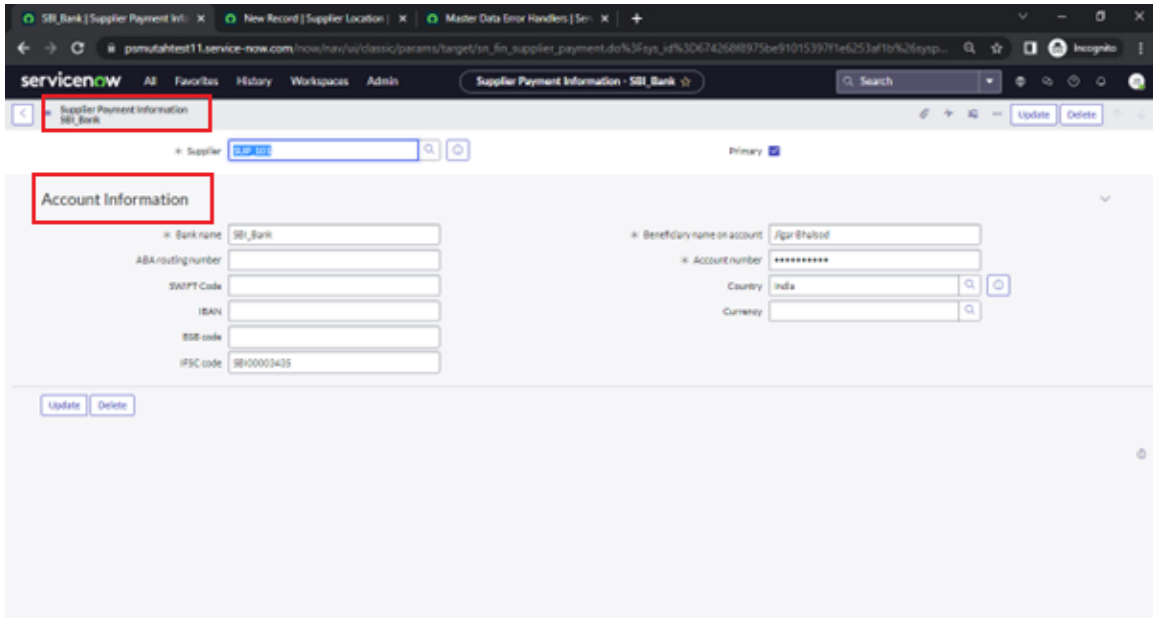 SBI_Bank | Supplier Payment Info
New Record | Supplier Location |
Master Data Error Handlers | Serv
psmutahtest11.service-now.com/now/nav/ui/classic/params/target/sn_fin_supplier_payment.do%3Fsys_id%3D
Incognito
servicenow All Favorites History Workspaces Admin
Supplier Payment Information - SBI_Bank
Search
Supplier Payment Information
SBI_Bank
Update Delete
Supplier
Primary
Account Information
Bank name SBI_Bank
Beneficiary name on account Jigar Bhalsod
ABA routing number
Account number ••••••••••
SWIFT Code
Country India
IBAN
Currency
BSB code
IFSC code SBI00003435
Update Delete